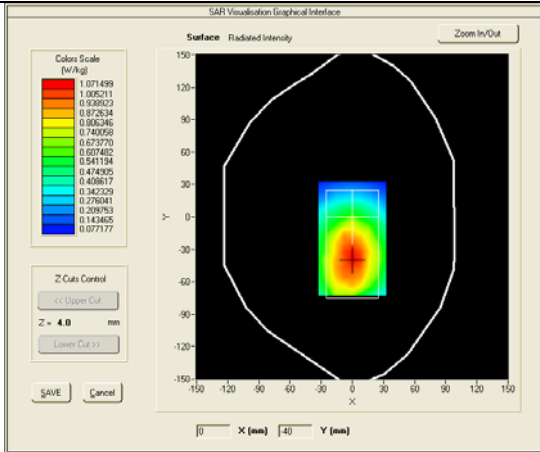 SAR Visualisation Graphical Interface
Surface Radiated Intensity
Zoom In/Out
Colors Scale
(W/kg)
1.071499
1.005211
0.938923
0.872634
0.806346
0.740058
0.673770
0.607482
0.541194
0.474905
0.408617
0.342329
0.276041
0.209753
0.143465
0.077177
150-
120-
90-
60-
30-
0-
-30-
-60-
-90-
-120-
-150-
Y
-150 -120 -90 -60 -30 0 30 60 90 120 150
X
Z Cuts Control
<< Upper Cut
Z = 4.0 mm
Lower Cut >>
SAVE Cancel
0 X (mm) -40 Y (mm)